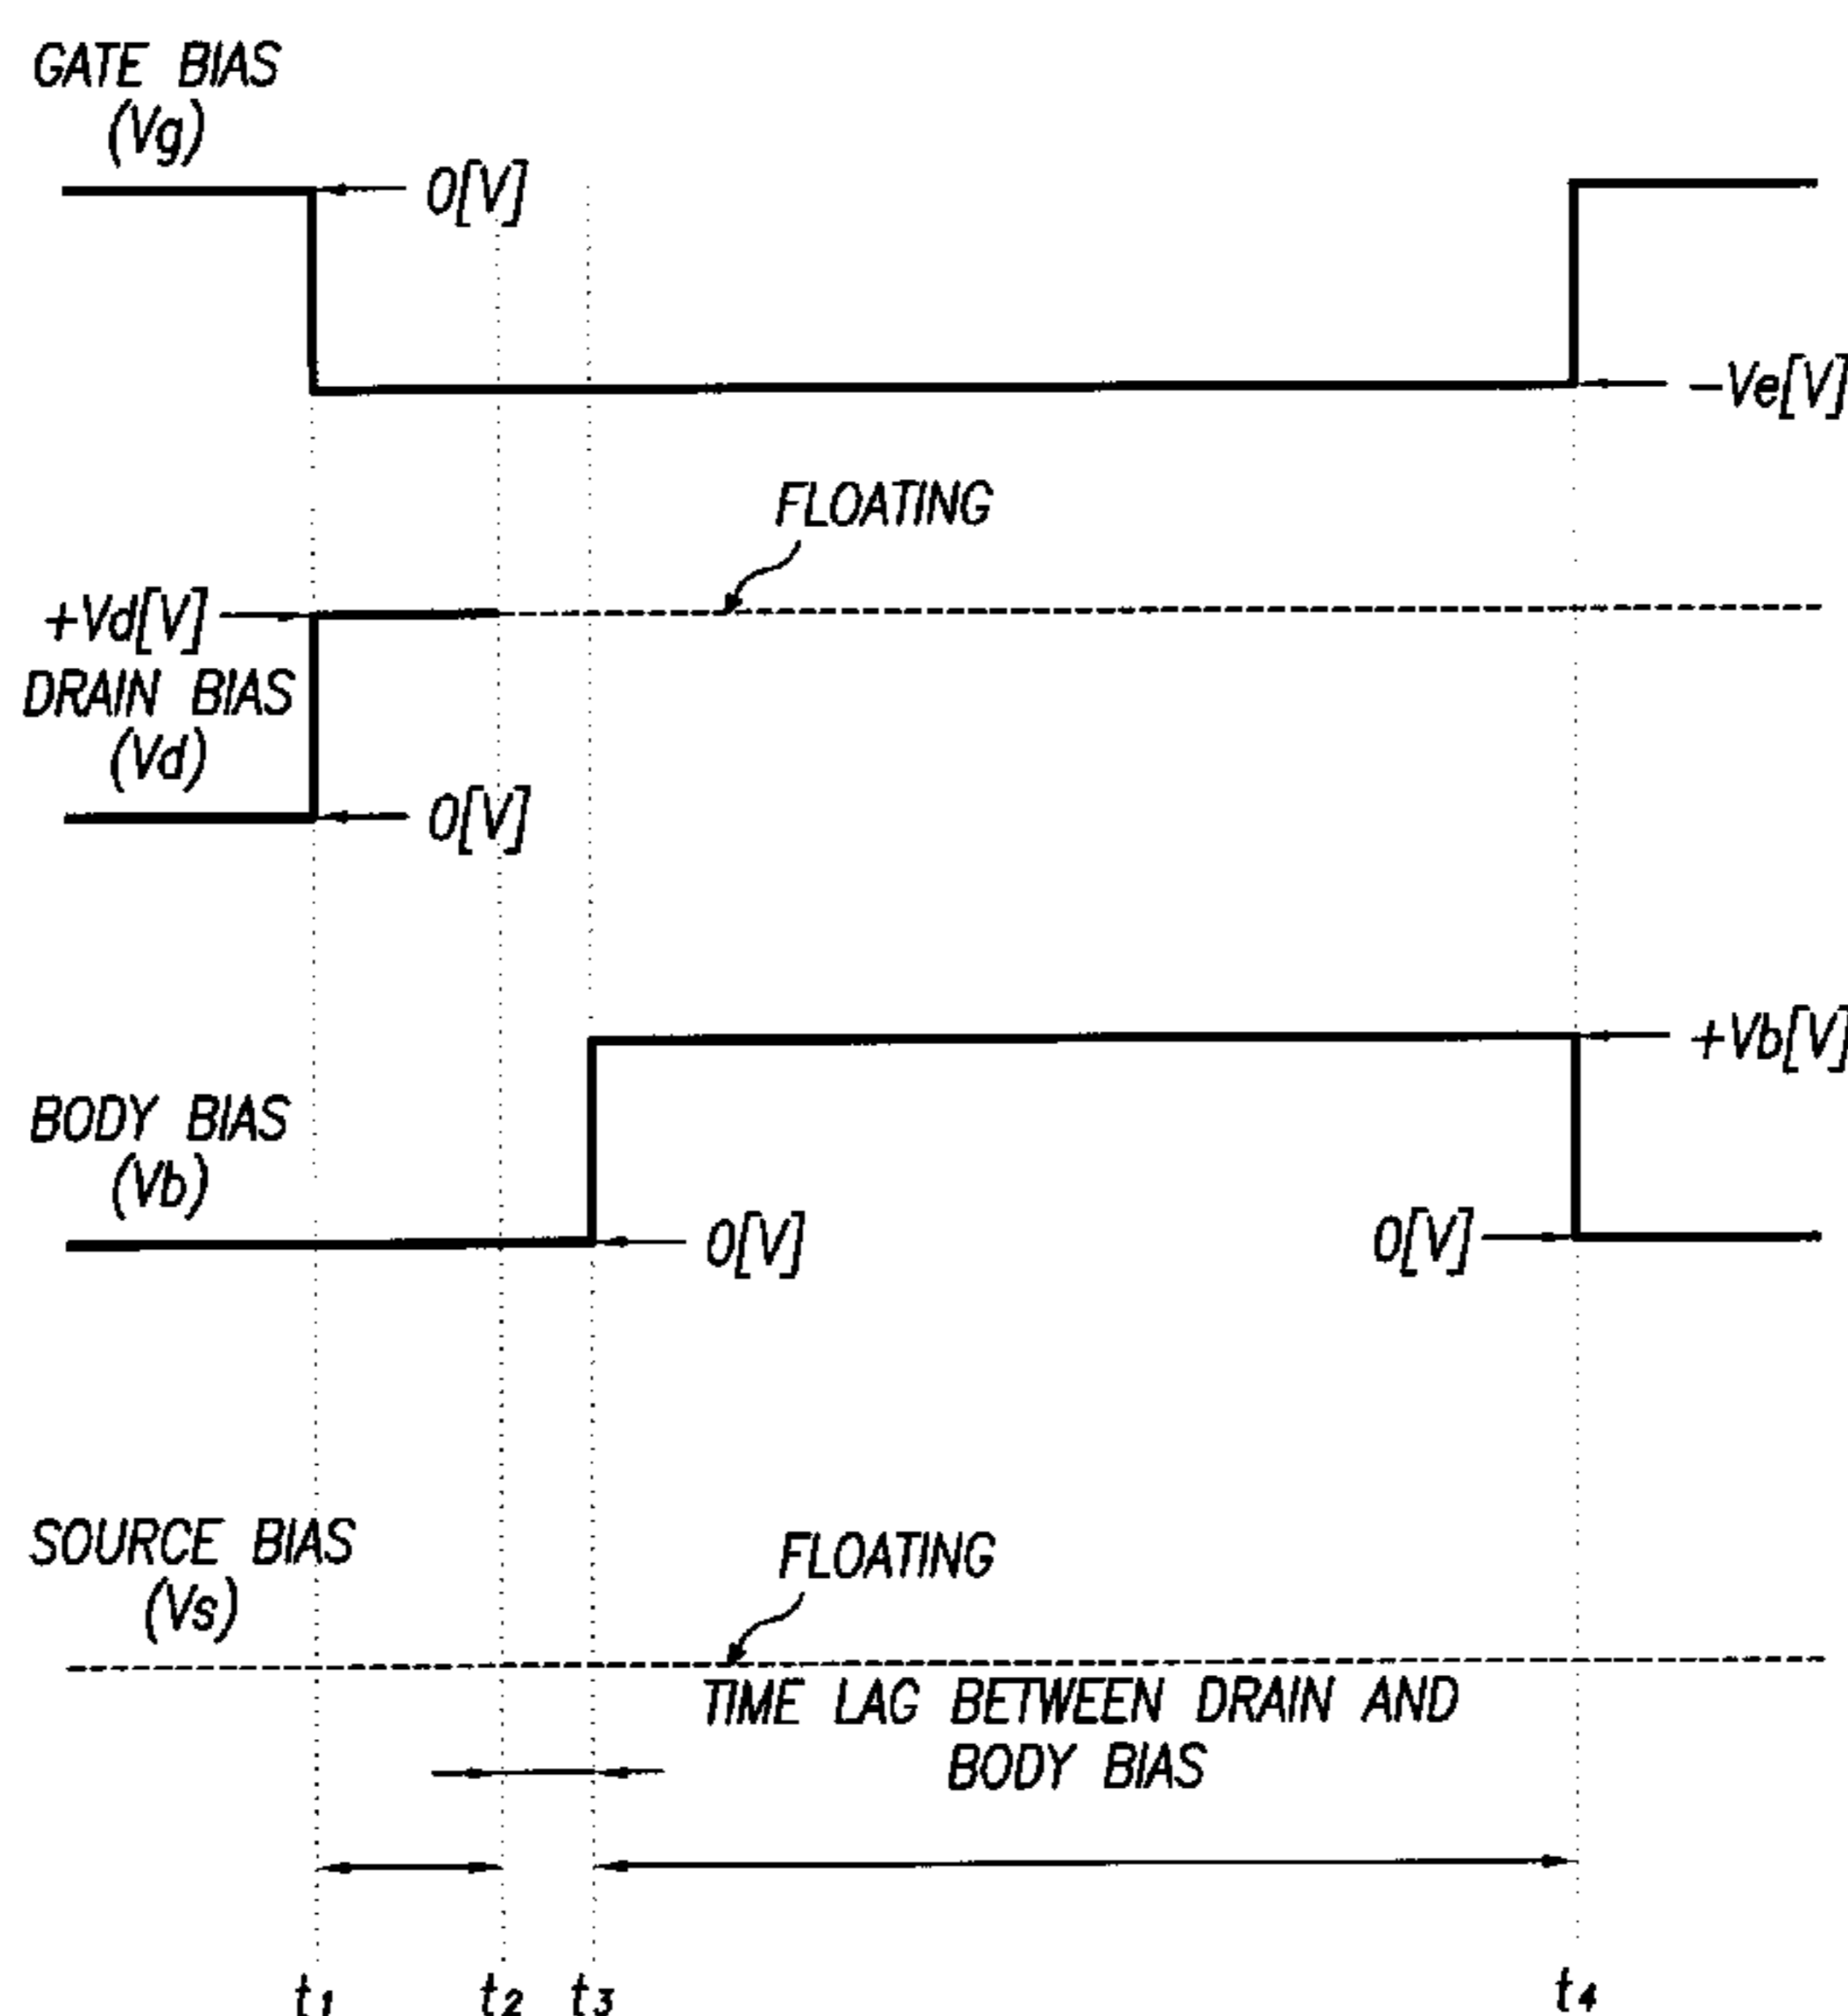 GATE BIAS
(Vg)
0[V]
-Ve[V]
FLOATING
+Vd[V]
DRAIN BIAS
(Vd)
0[V]
+Vb[V]
BODY BIAS
(Vb)
0[V]
0[V]
SOURCE BIAS
(Vs)
FLOATING
TIME LAG BETWEEN DRAIN AND
BODY BIAS
t1 t2 t3 t4